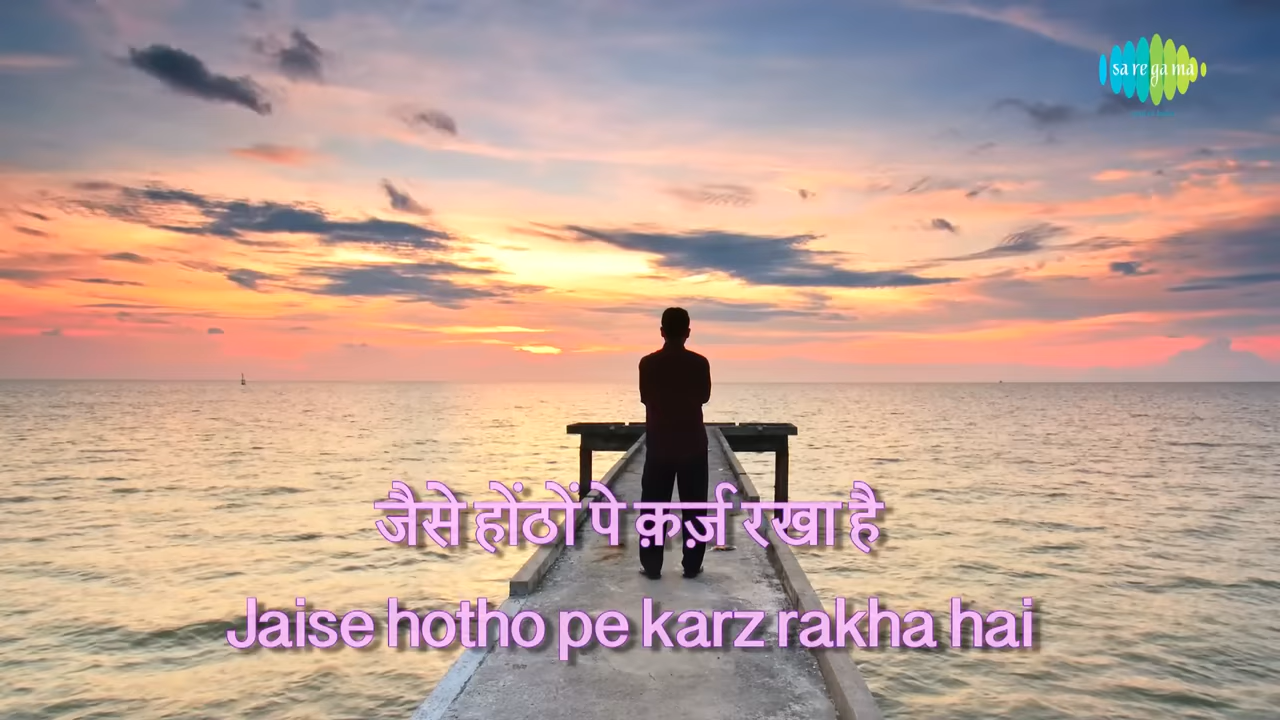 sa re ga ma
जैसे होंठों पे क़र्ज़ रखा है
Jaise hotho pe karz rakha hai